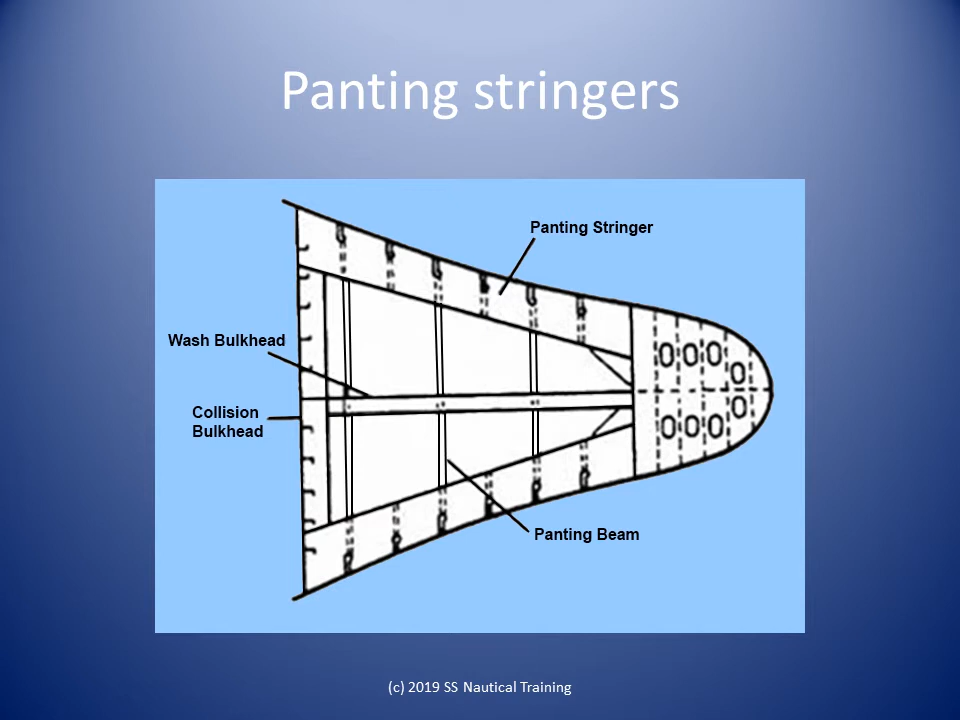 Panting stringers
Panting Stringer
Wash Bulkhead
Collision
Bulkhead
Panting Beam
(c) 2019 SS Nautical Training